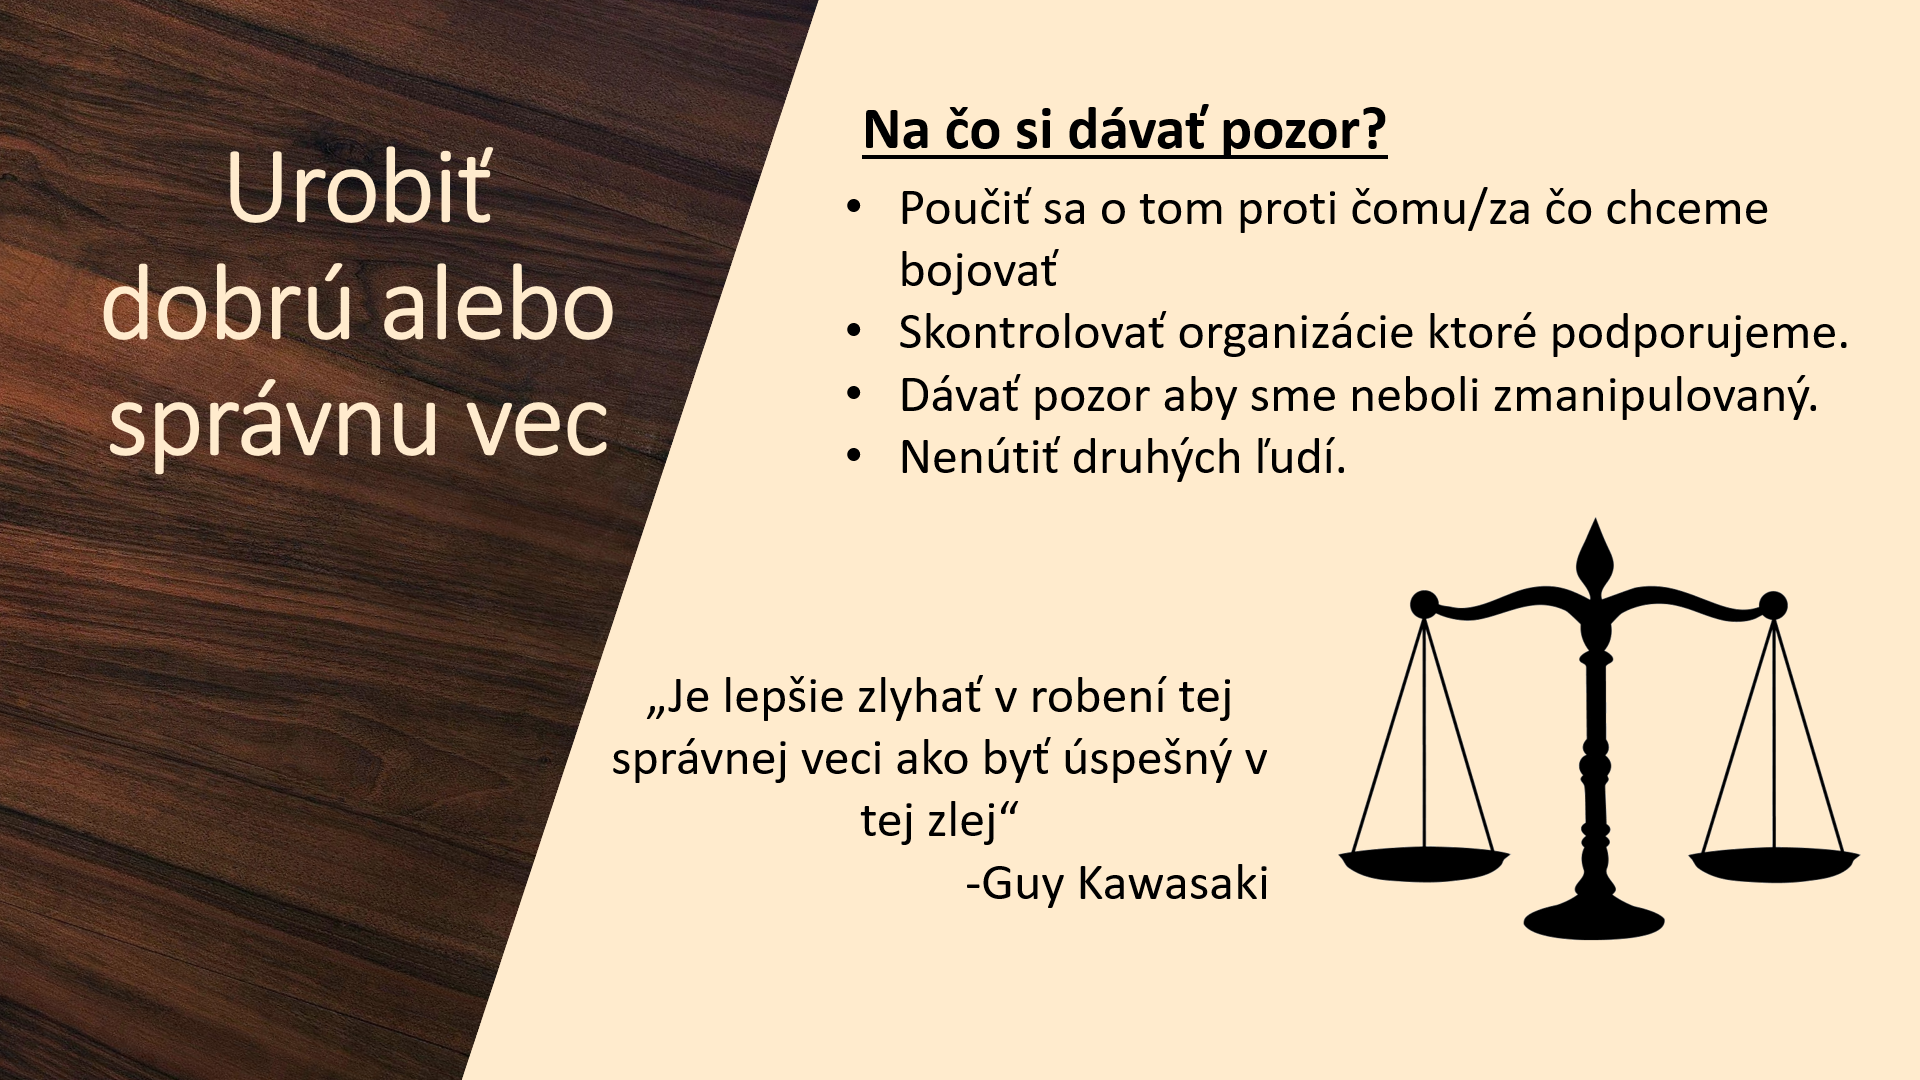 Urobiť
dobrú alebo
správnu vec
Na čo si dávať pozor?
• Poučiť sa o tom proti čomu/za čo chceme
bojovať
• Skontrolovať organizácie ktoré podporujeme.
• Dávať pozor aby sme neboli zmanipulovaný.
• Nenútiť druhých ľudí.
„Je lepšie zlyhať v robení tej
správnej veci ako byť úspešný v
tej zlej“
-Guy Kawasaki